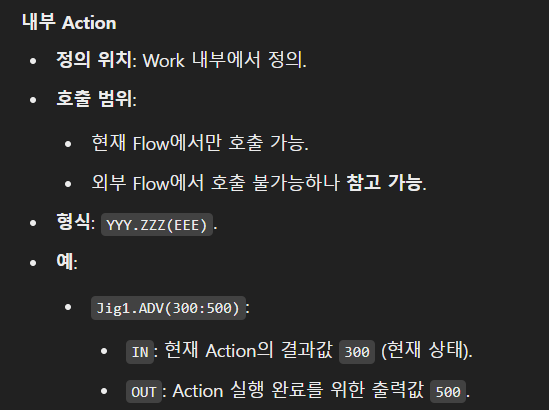 내부 Action
• 정의 위치: Work 내부에서 정의.
• 호출 범위:
• 현재 Flow에서만 호출 가능.
• 외부 Flow에서 호출 불가능하나 참고 가능.
• 형식: YYY.ZZZ(EEE).
• 예:
• Jig1.ADV(300:500):
• IN: 현재 Action의 결과값 300 (현재 상태).
• OUT: Action 실행 완료를 위한 출력값 500.